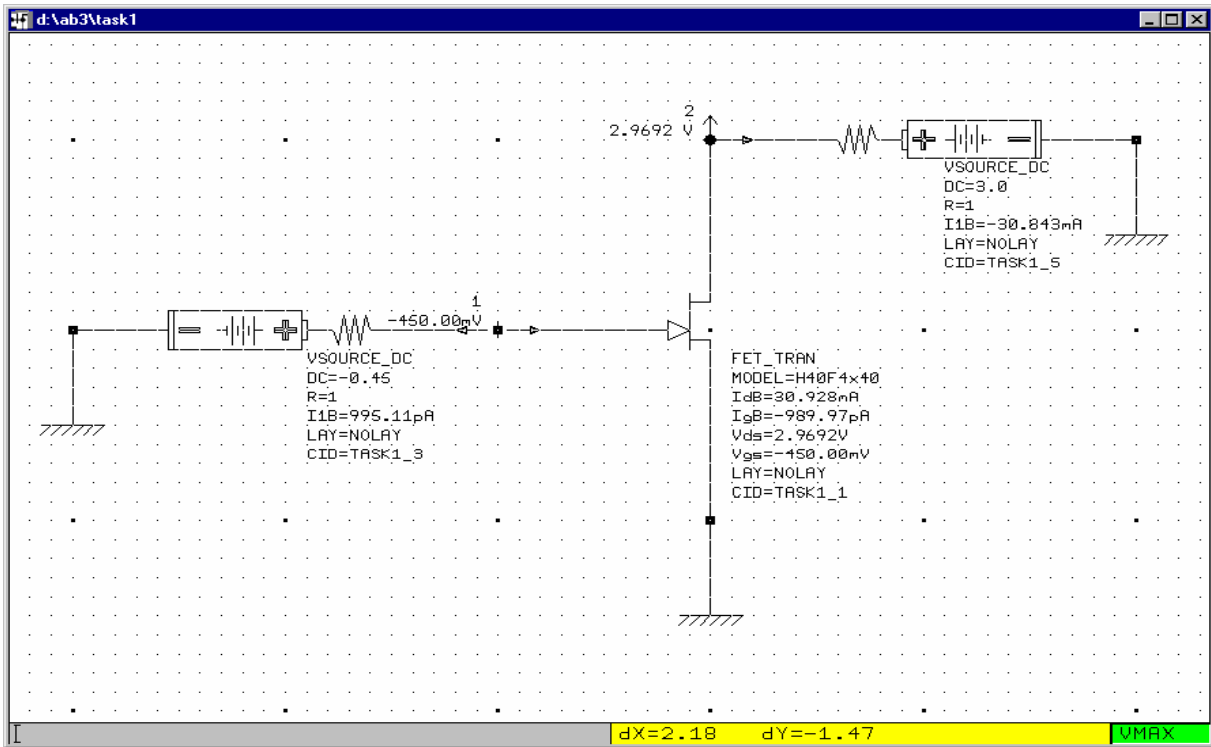 d:\ab3\task1
2
2.9692 V
VSOURCE_DC
DC=3.0
R=1
I1B=-30.843mA
LAY=NOLAY
CID=TASK1_5
1
-450.00mV
VSOURCE_DC
DC=-0.45
R=1
I1B=995.11pA
LAY=NOLAY
CID=TASK1_3
FET_TRAN
MODEL=H40F4x40
IdB=30.928mA
IgB=-989.97pA
Vds=2.9692V
Vgs=-450.00mV
LAY=NOLAY
CID=TASK1_1
dX=2.18 dY=-1.47
VMAX